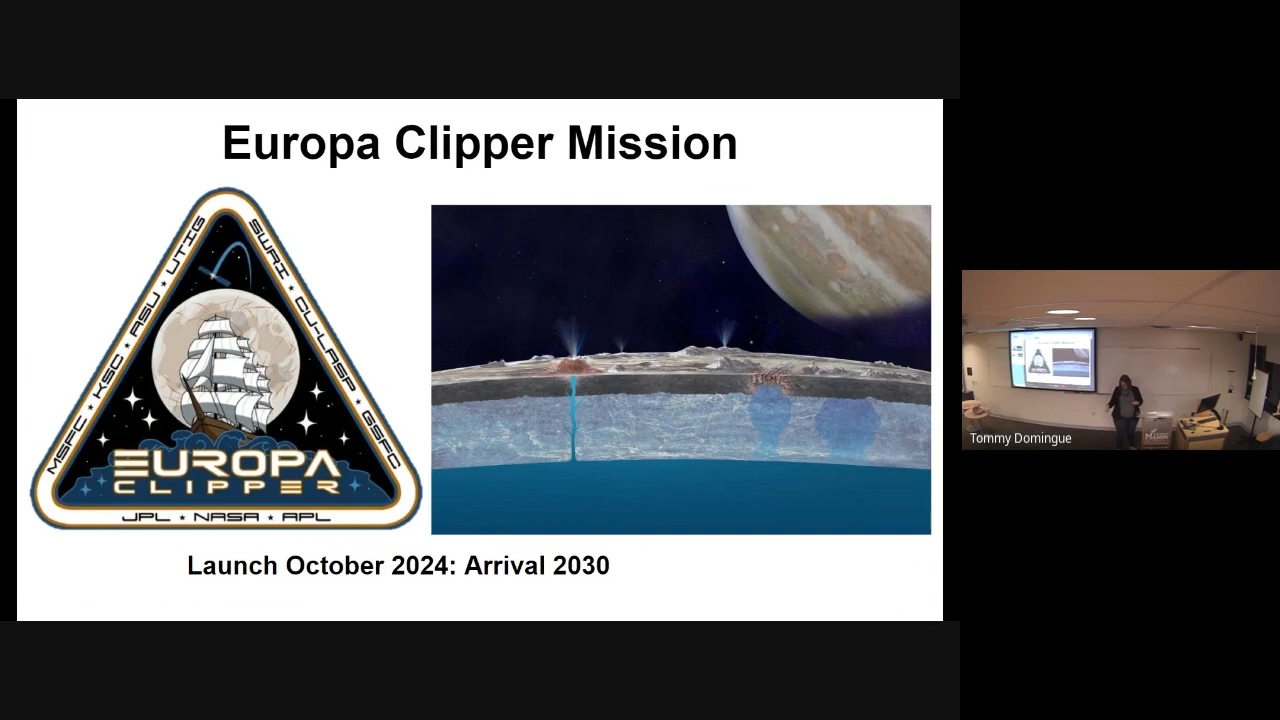 Europa Clipper Mission
MSFC ★ KSC ★ ASU ★ UTIG
SWRI ★ CU-LASP ★ GSFC
EUROPA
CLIPPER
JPL ★ NASA ★ APL
Launch October 2024: Arrival 2030
Tommy Domingue